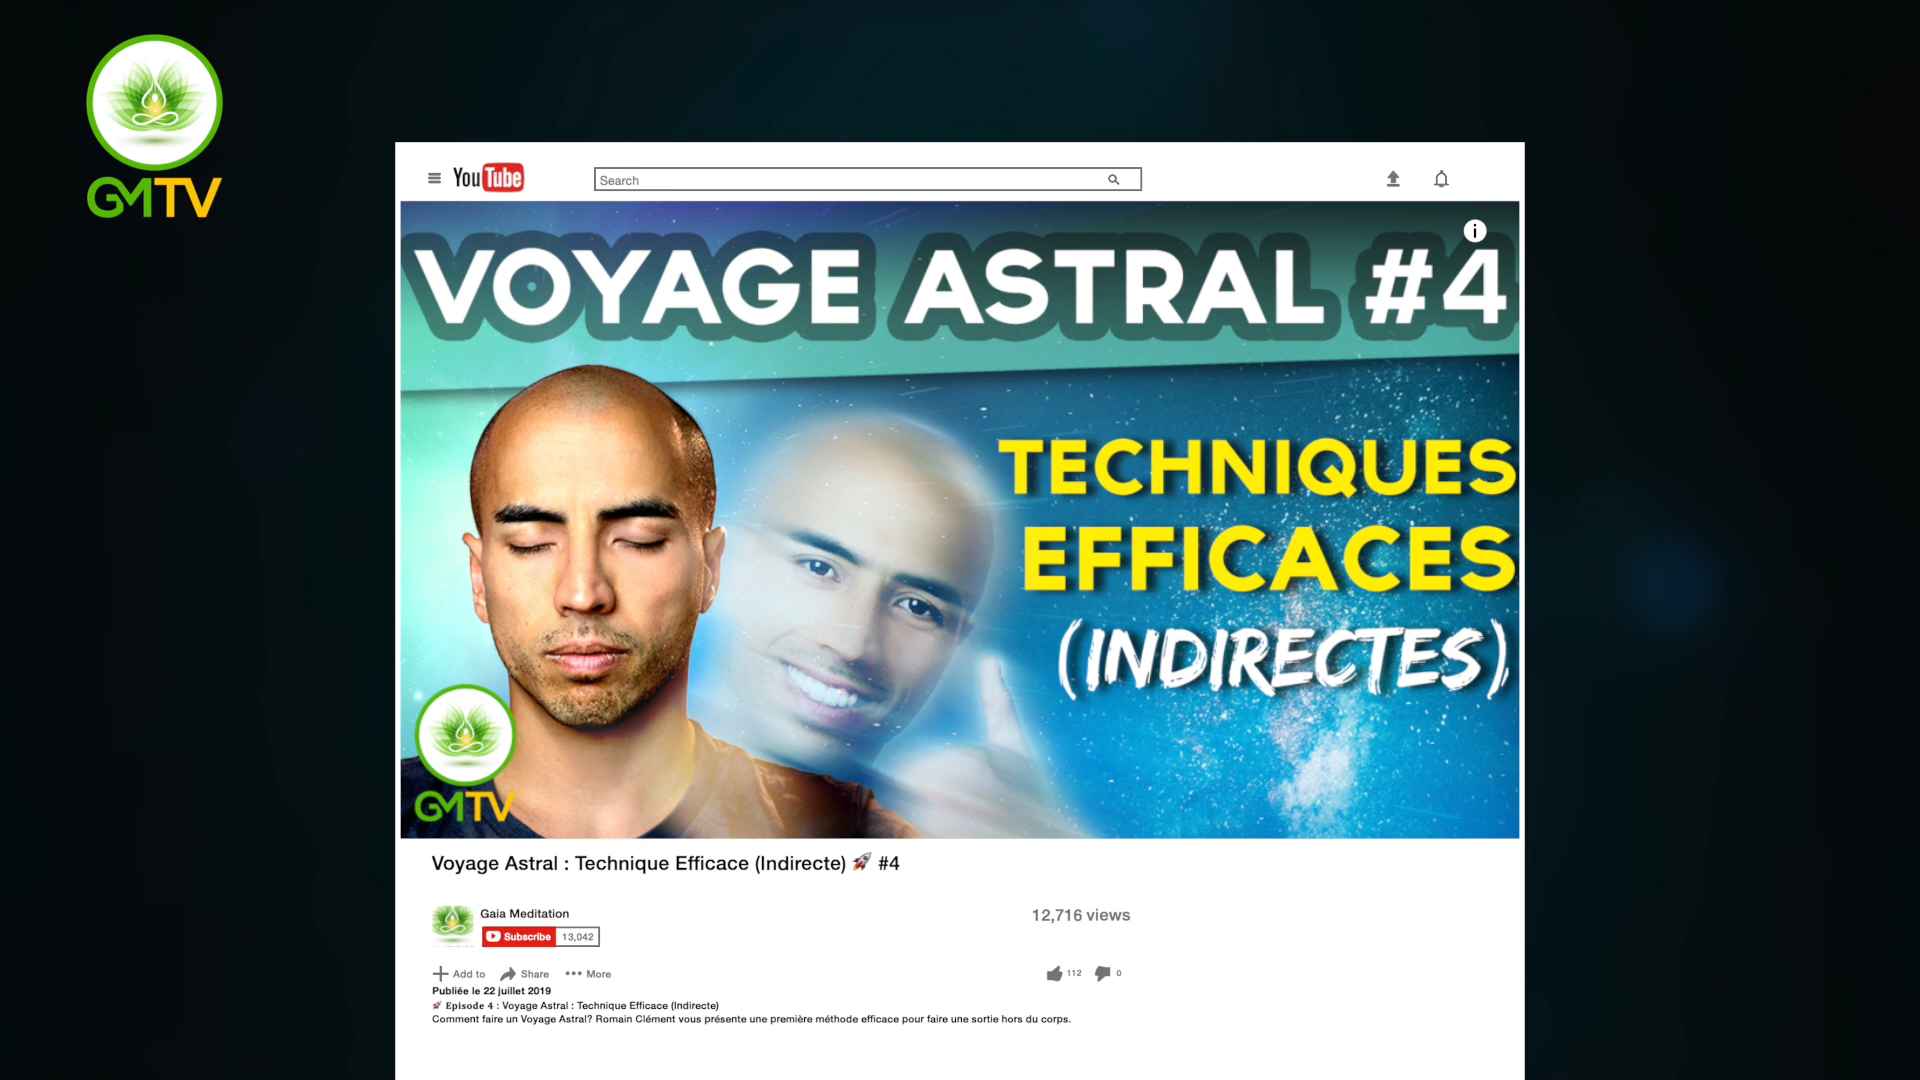 GMTV
YouTube
Search
VOYAGE ASTRAL #4
TECHNIQUES
EFFICACES
(INDIRECTES)
GMTV
Voyage Astral : Technique Efficace (Indirecte) 🚀 #4
Gaia Meditation
12,716 views
Subscribe 13,042
Add to Share More
112 0
Publiée le 22 juillet 2019
🚀 Episode 4 : Voyage Astral : Technique Efficace (Indirecte)
Comment faire un Voyage Astral? Romain Clément vous présente une première méthode efficace pour faire une sortie hors du corps.